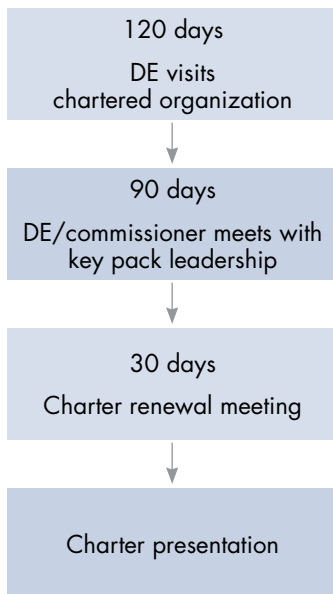 120 days
DE visits
chartered organization
90 days
DE/commissioner meets with
key pack leadership
30 days
Charter renewal meeting
Charter presentation